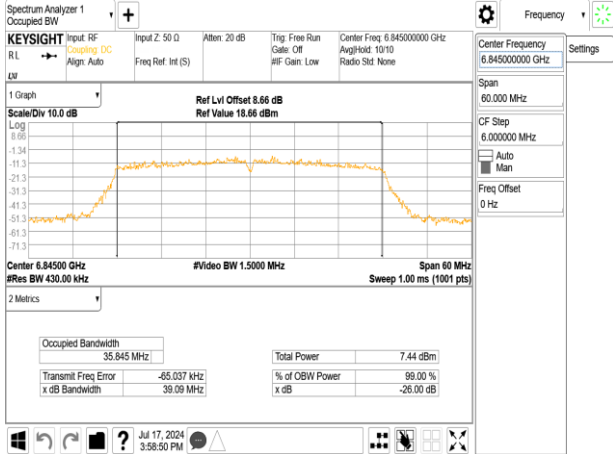 Spectrum Analyzer 1
Occupied BW
Frequency
KEYSIGHT
Input: RF
Coupling: DC
Align: Auto
Input Z: 50 Ω
Freq Ref: Int (S)
Atten: 20 dB
Trig: Free Run
Gate: Off
#IF Gain: Low
Center Freq: 6.845000000 GHz
Avg|Hold: 10/10
Radio Std: None
RL
LXI
Center Frequency
6.845000000 GHz
Settings
Span
60.000 MHz
CF Step
6.000000 MHz
Auto
Man
Freq Offset
0 Hz
1 Graph
Ref Lvl Offset 8.66 dB
Scale/Div 10.0 dB
Ref Value 18.66 dBm
Log
8.66
-1.34
-11.3
-21.3
-31.3
-41.3
-51.3
-61.3
-71.3
Center 6.84500 GHz
#Video BW 1.5000 MHz
Span 60 MHz
#Res BW 430.00 kHz
Sweep 1.00 ms (1001 pts)
2 Metrics
Occupied Bandwidth
35.845 MHz
Total Power 7.44 dBm
Transmit Freq Error -65.037 kHz
% of OBW Power 99.00 %
x dB Bandwidth 39.09 MHz
x dB -26.00 dB
?
Jul 17, 2024
3:58:50 PM